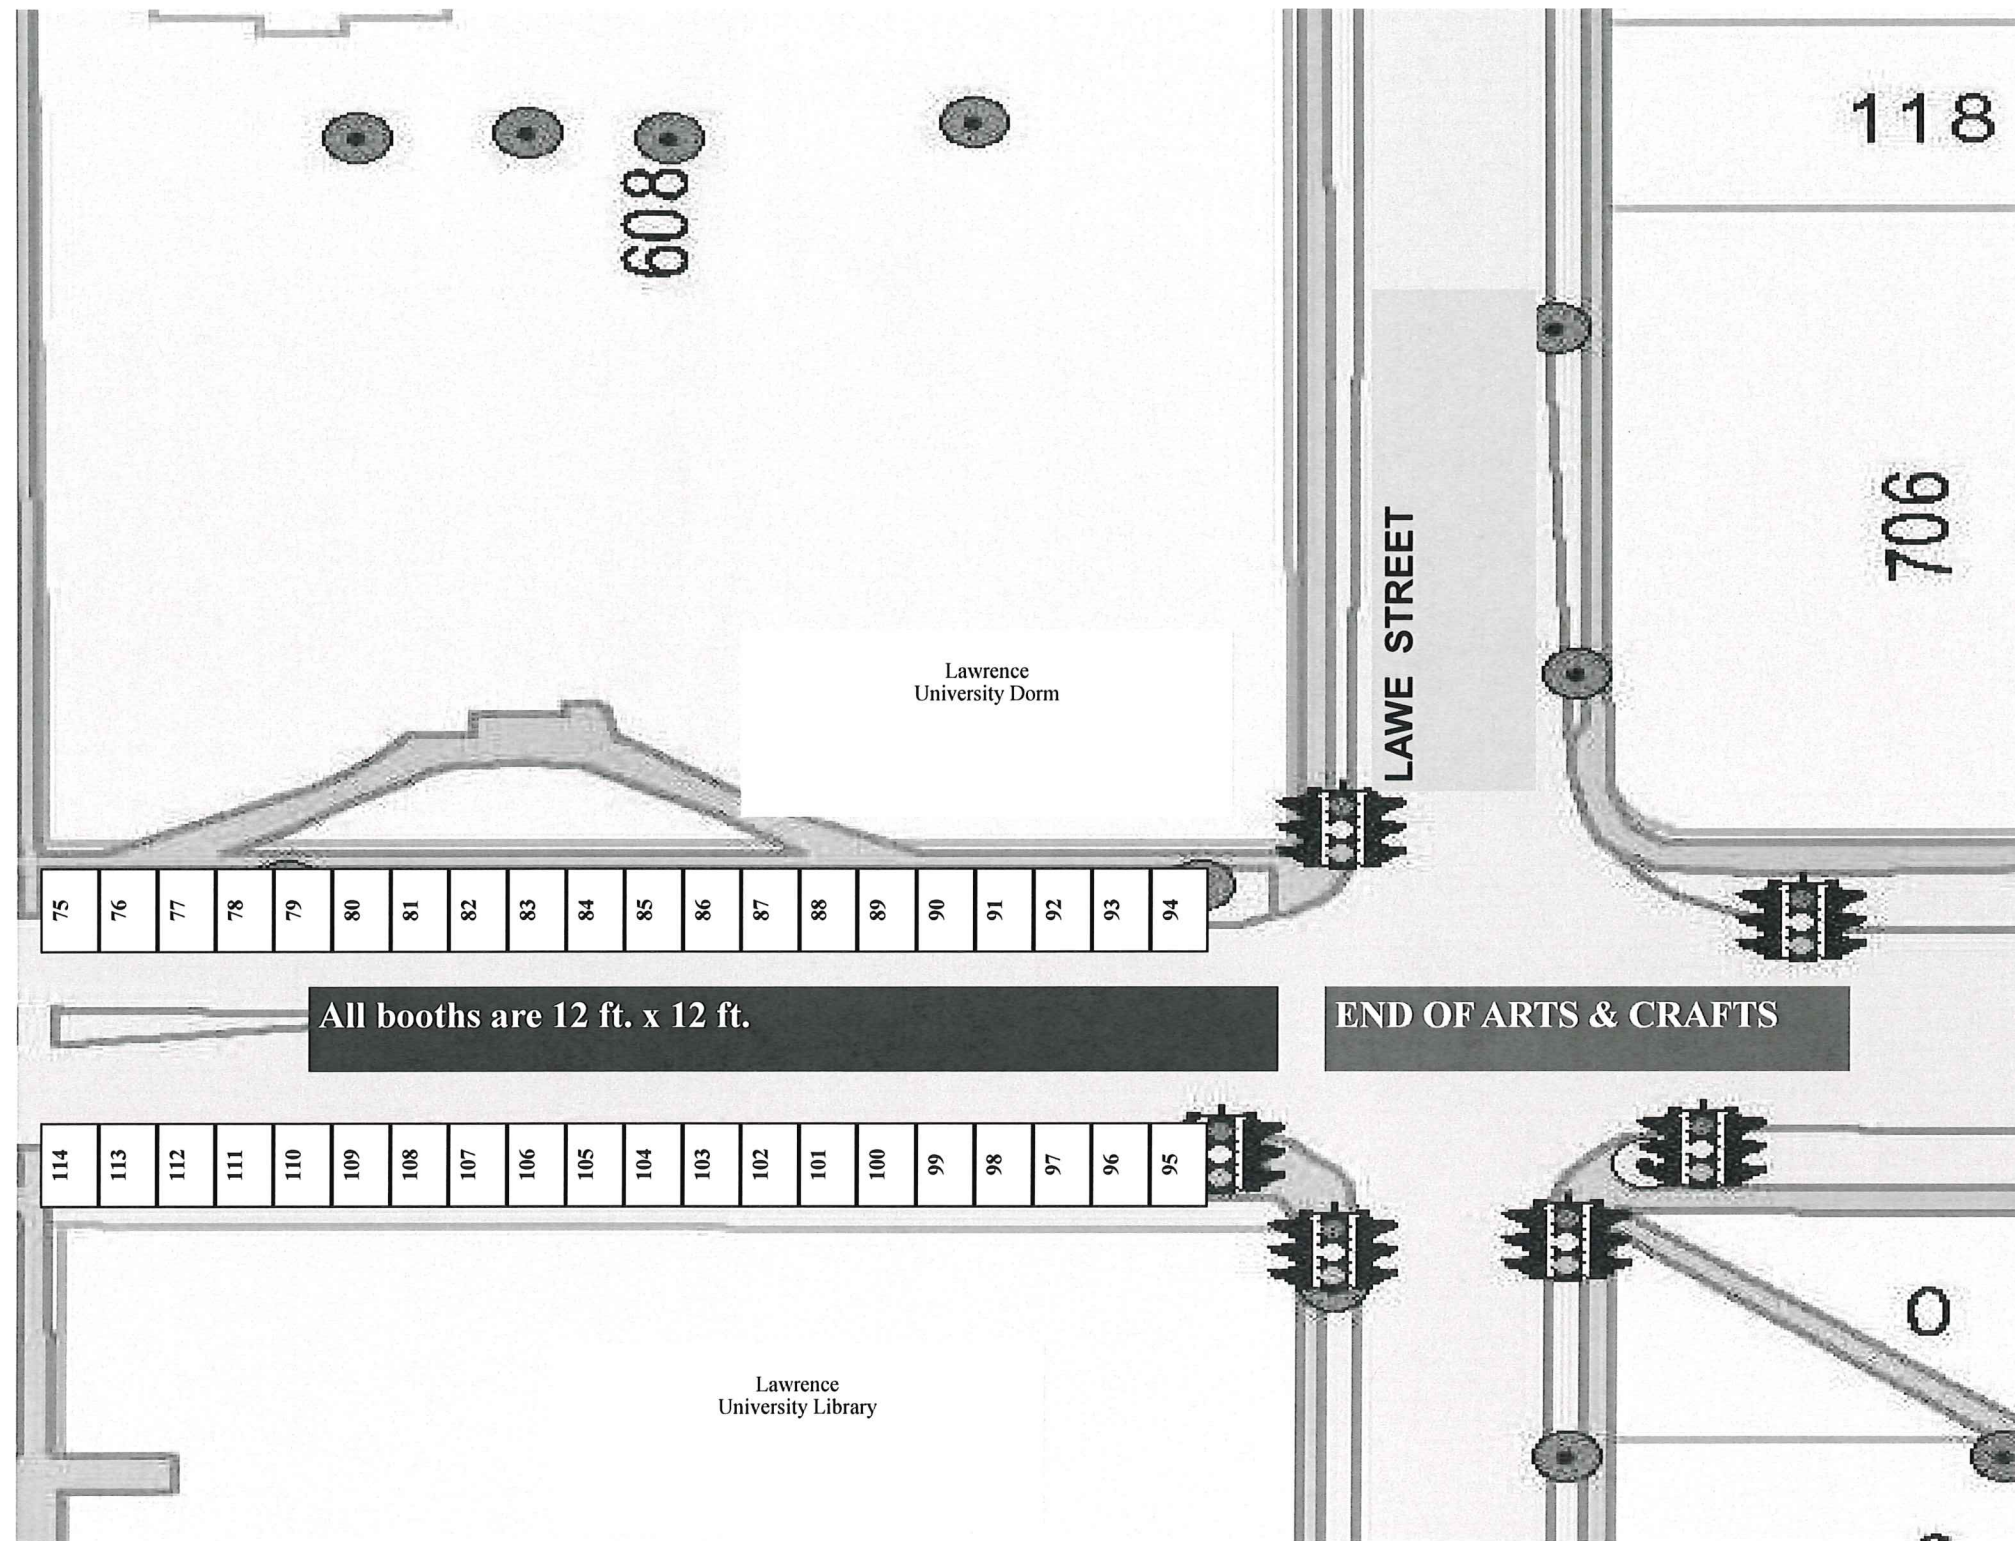 118
608
706
LAWE STREET
Lawrence
University Dorm
75 76 77 78 79 80 81 82 83 84 85 86 87 88 89 90 91 92 93 94
All booths are 12 ft. x 12 ft.
END OF ARTS & CRAFTS
114 113 112 111 110 109 108 107 106 105 104 103 102 101 100 99 98 97 96 95
0
Lawrence
University Library